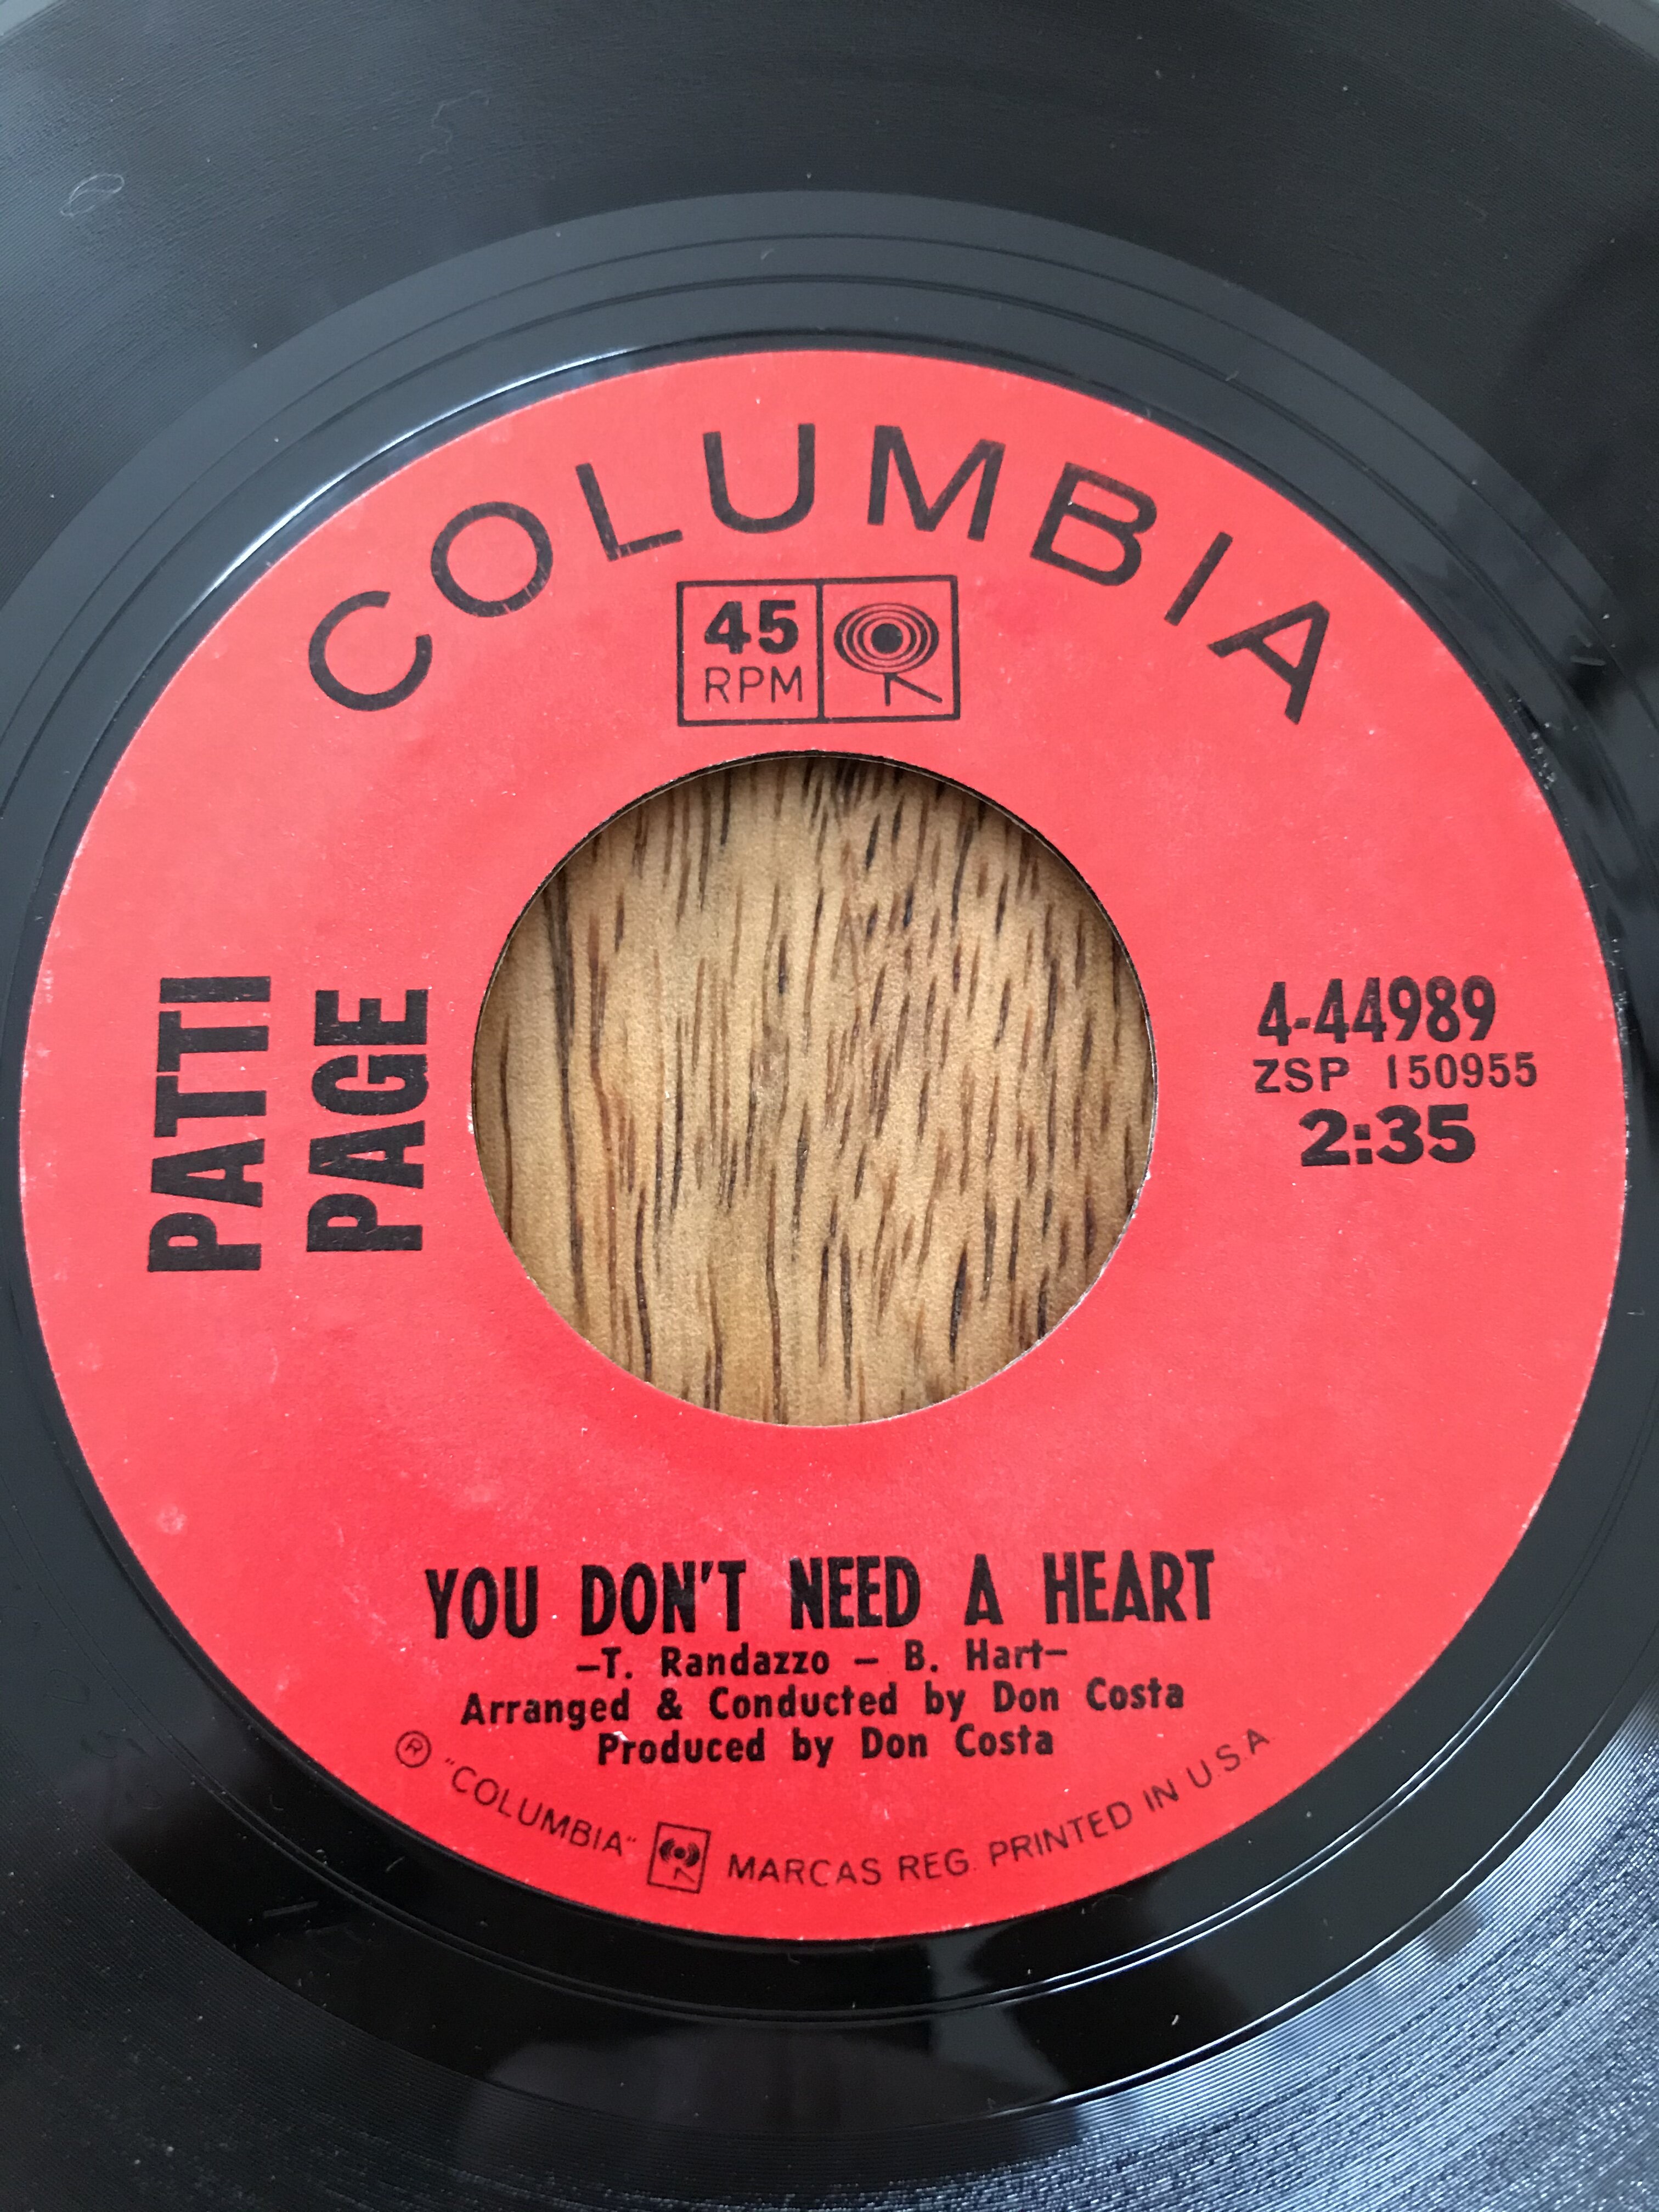 COLUMBIA
45
RPM
PATTI
PAGE
4-44989
ZSP 150955
2:35
YOU DON'T NEED A HEART
–T. Randazzo – B. Hart–
Arranged & Conducted by Don Costa
Produced by Don Costa
® "COLUMBIA" MARCAS REG. PRINTED IN U.S.A.